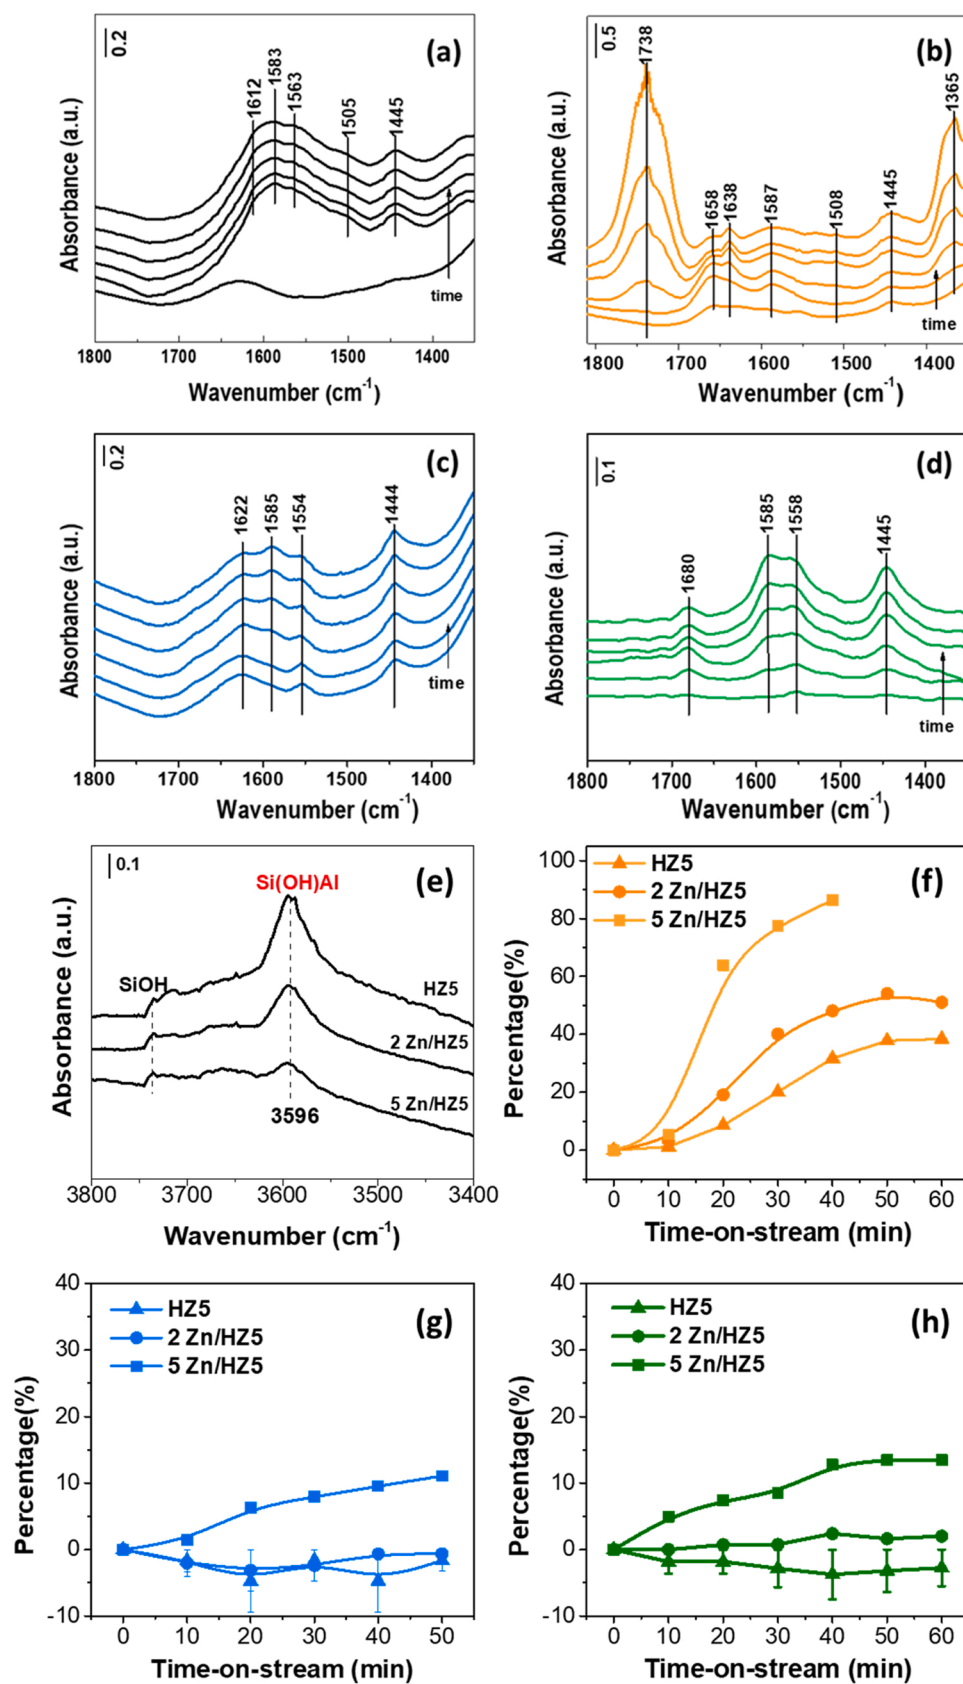 0.2
(a)
1612
1583
1563
1505
1445
time
Absorbance (a.u.)
1800 1700 1600 1500 1400
Wavenumber (cm-1)
0.5
(b)
1738
1658
1638
1587
1508
1445
1365
time
Absorbance (a.u.)
1800 1700 1600 1500 1400
Wavenumber (cm-1)
0.2
(c)
1622
1585
1554
1444
time
Absorbance (a.u.)
1800 1700 1600 1500 1400
Wavenumber (cm-1)
0.1
(d)
1680
1585
1558
1445
time
Absorbance (a.u.)
1800 1700 1600 1500 1400
Wavenumber (cm-1)
0.1
(e)
Si(OH)Al
SiOH
HZ5
2 Zn/HZ5
5 Zn/HZ5
3596
Absorbance (a.u.)
3800 3700 3600 3500 3400
Wavenumber (cm-1)
(f)
HZ5
2 Zn/HZ5
5 Zn/HZ5
100
80
60
40
20
0
Percentage(%)
0 10 20 30 40 50 60
Time-on-stream (min)
(g)
HZ5
2 Zn/HZ5
5 Zn/HZ5
40
30
20
10
0
-10
Percentage(%)
0 10 20 30 40 50
Time-on-stream (min)
(h)
HZ5
2 Zn/HZ5
5 Zn/HZ5
40
30
20
10
0
-10
Percentage(%)
0 10 20 30 40 50 60
Time-on-stream (min)